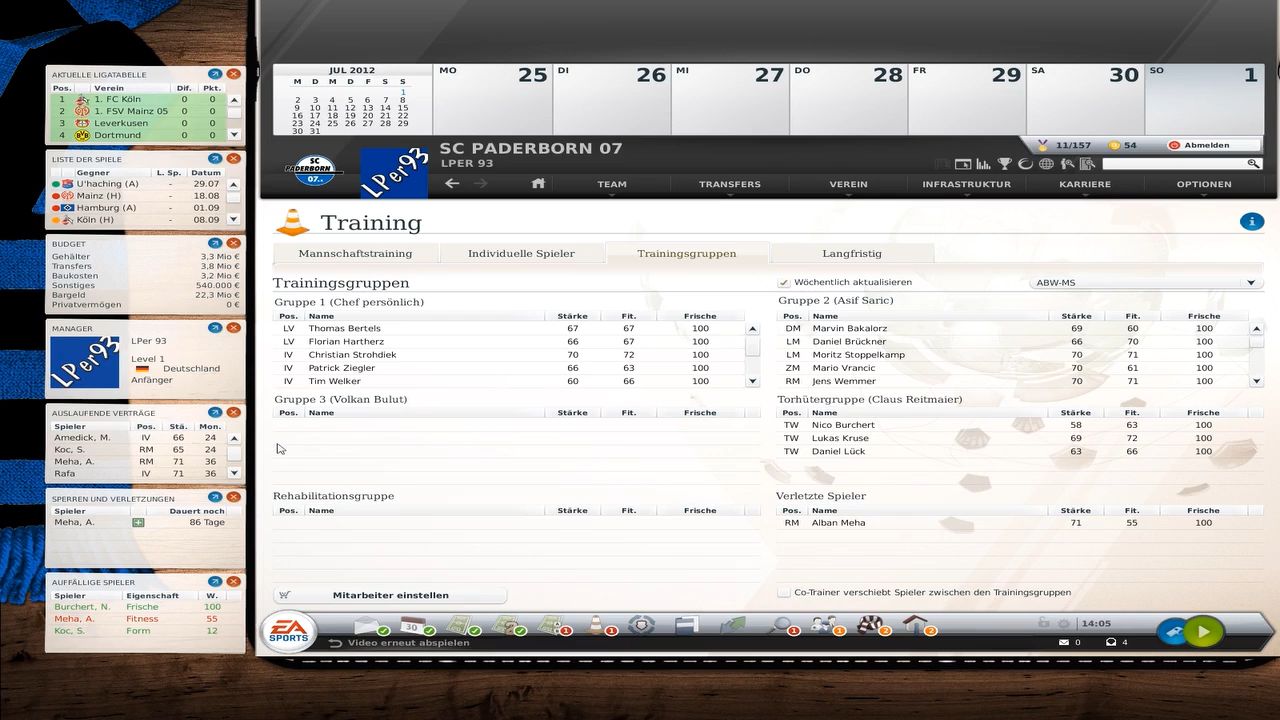 AKTUELLE LIGATABELLE
Pos. Verein Dif. Pkt.
1 1. FC Köln 0 0
2 1. FSV Mainz 05 0 0
3 Leverkusen 0 0
4 Dortmund 0 0
LISTE DER SPIELE
Gegner L. Sp. Datum
U'haching (A) - 29.07
Mainz (H) - 18.08
Hamburg (A) - 01.09
Köln (H) - 08.09
BUDGET
Gehälter 3,3 Mio €
Transfers 3,8 Mio €
Baukosten 3,2 Mio €
Sonstiges 540.000 €
Bargeld 22,3 Mio €
Privatvermögen 0 €
MANAGER
LPer93
LPer 93
Level 1
Deutschland
Anfänger
AUSLAUFENDE VERTRÄGE
Spieler Pos. Stä. Mon.
Amedick, M. IV 66 24
Koc, S. RM 65 24
Meha, A. RM 71 36
Rafa IV 71 36
SPERREN UND VERLETZUNGEN
Spieler Dauert noch
Meha, A. 86 Tage
AUFFÄLLIGE SPIELER
Spieler Eigenschaft W.
Burchert, N. Frische 100
Meha, A. Fitness 55
Koc, S. Form 12
JUL 2012
M D M D F S S
1
2 3 4 5 6 7 8
9 10 11 12 13 14 15
16 17 18 19 20 21 22
23 24 25 26 27 28 29
30 31
MO 25 DI 26 MI 27 DO 28 FR 29 SA 30 SO 1
11/157 54 Abmelden
SC PADERBORN 07
LPER 93
SC PADERBORN 07
LPer93
TEAM TRANSFERS VEREIN INFRASTRUKTUR KARRIERE OPTIONEN
Training
Mannschaftstraining Individuelle Spieler Trainingsgruppen Langfristig
Trainingsgruppen
Wöchentlich aktualisieren
ABW-MS
Gruppe 1 (Chef persönlich)
Pos. Name Stärke Fit. Frische
LV Thomas Bertels 67 67 100
LV Florian Hartherz 66 67 100
IV Christian Strohdiek 70 72 100
IV Patrick Ziegler 66 63 100
IV Tim Welker 60 66 100
Gruppe 2 (Asif Saric)
Pos. Name Stärke Fit. Frische
DM Marvin Bakalorz 69 60 100
LM Daniel Brückner 66 70 100
LM Moritz Stoppelkamp 70 71 100
ZM Mario Vrancic 70 61 100
RM Jens Wemmer 70 71 100
Gruppe 3 (Volkan Bulut)
Pos. Name Stärke Fit. Frische
Torhütergruppe (Claus Reitmaier)
Pos. Name Stärke Fit. Frische
TW Nico Burchert 58 63 100
TW Lukas Kruse 69 72 100
TW Daniel Lück 63 66 100
Rehabilitationsgruppe
Pos. Name Stärke Fit. Frische
Verletzte Spieler
Pos. Name Stärke Fit. Frische
RM Alban Meha 71 55 100
Mitarbeiter einstellen
Co-Trainer verschiebt Spieler zwischen den Trainingsgruppen
EA SPORTS
30 1 1 1 1 2 2
14:05
Video erneut abspielen
0 4